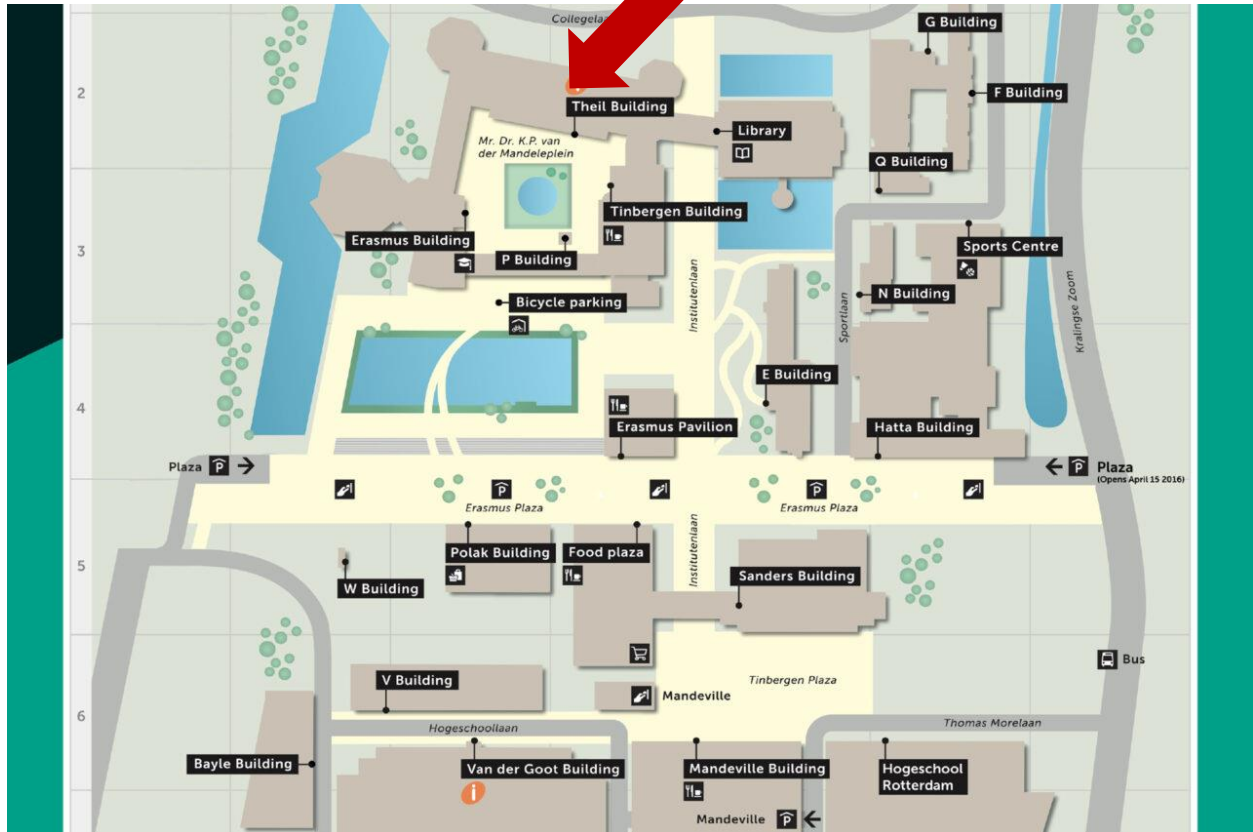 Collegelaan
G Building
2
F Building
Theil Building
Library
Mr. Dr. K.P. van
der Mandeleplein
Q Building
Tinbergen Building
Erasmus Building
3
Sports Centre
P Building
N Building
Bicycle parking
Institutenlaan
Sportlaan
Kralingse Zoom
E Building
4
Erasmus Pavilion
Hatta Building
Plaza P
P Plaza
(Opens April 15 2016)
P
P
Erasmus Plaza
Erasmus Plaza
Institutenlaan
Polak Building
Food plaza
5
Sanders Building
W Building
Bus
V Building
Tinbergen Plaza
Mandeville
6
Hogeschoollaan
Thomas Morelaan
Bayle Building
Van der Goot Building
Mandeville Building
Hogeschool
Rotterdam
i
Mandeville P